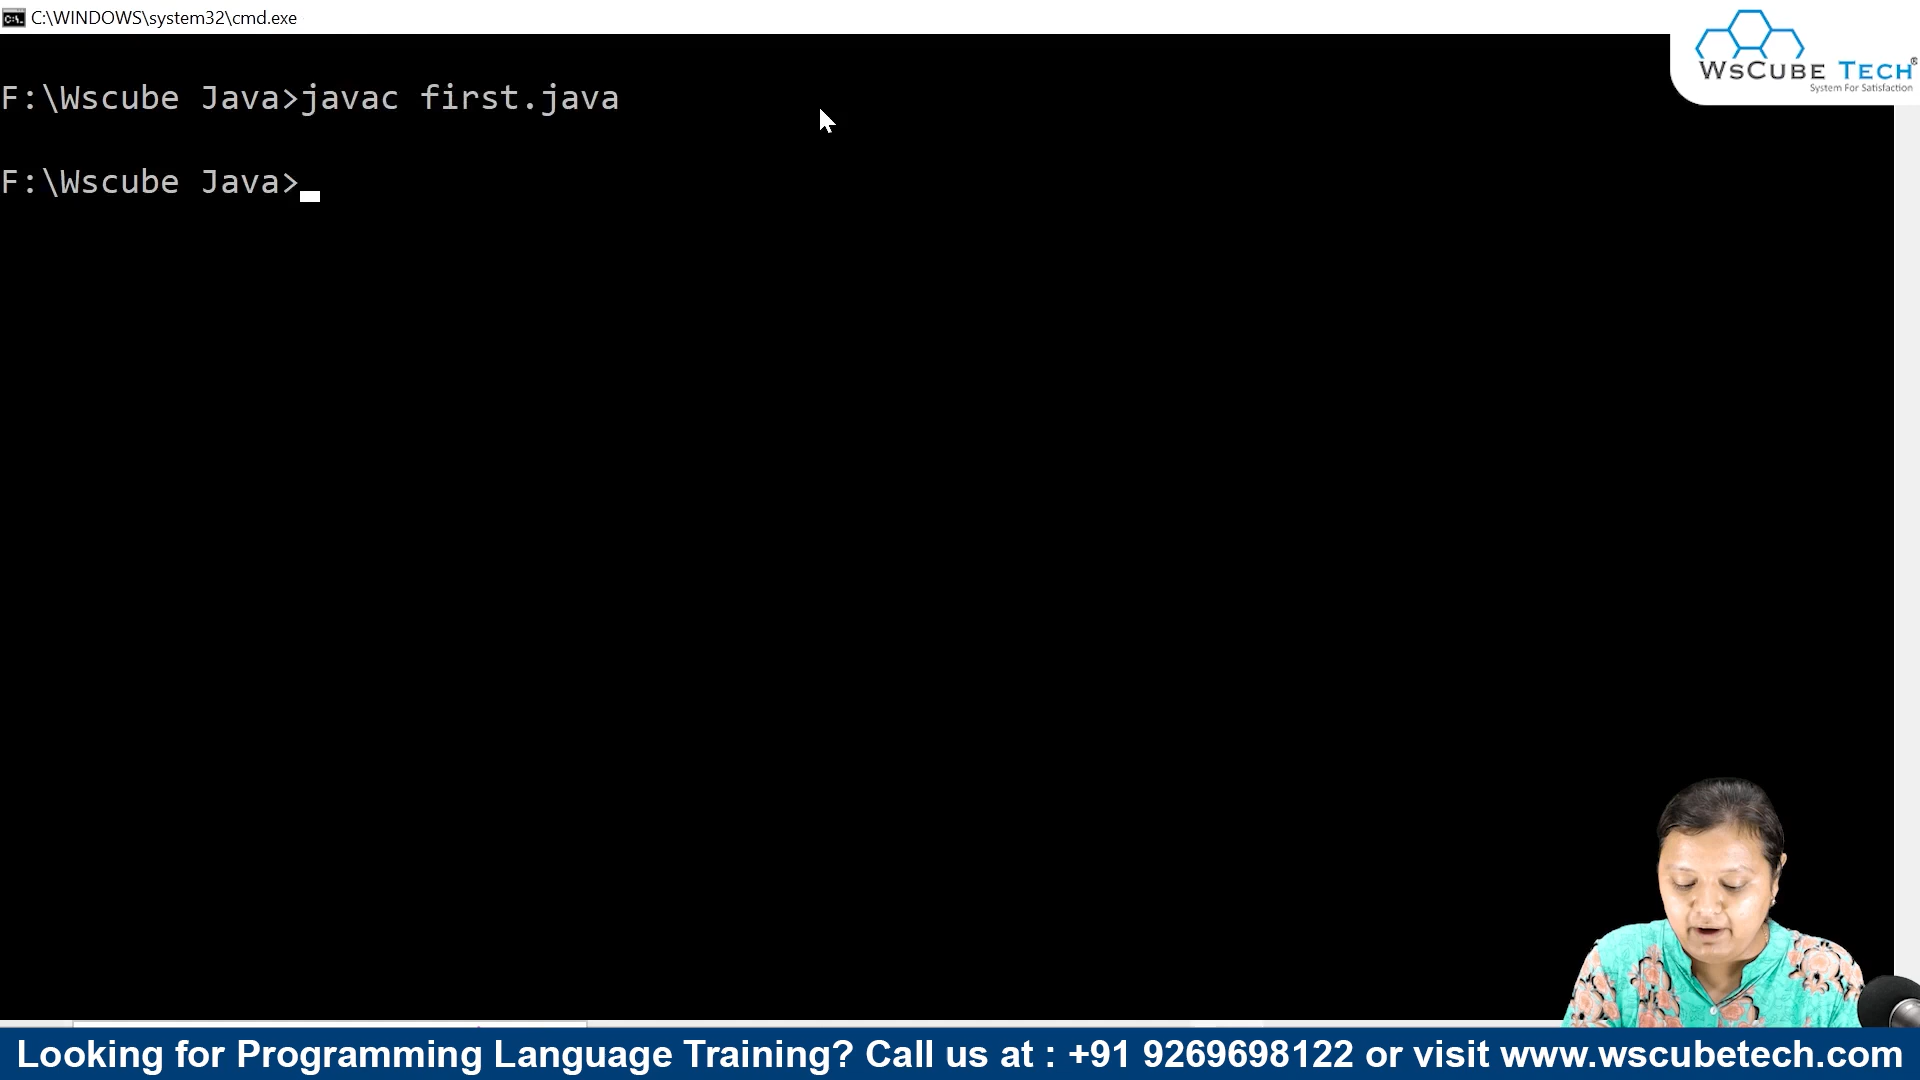 C:\WINDOWS\system32\cmd.exe
WsCube Tech®
System For Satisfaction
F:\Wscube Java>javac first.java
F:\Wscube Java>
Looking for Programming Language Training? Call us at : +91 9269698122 or visit www.wscubetech.com